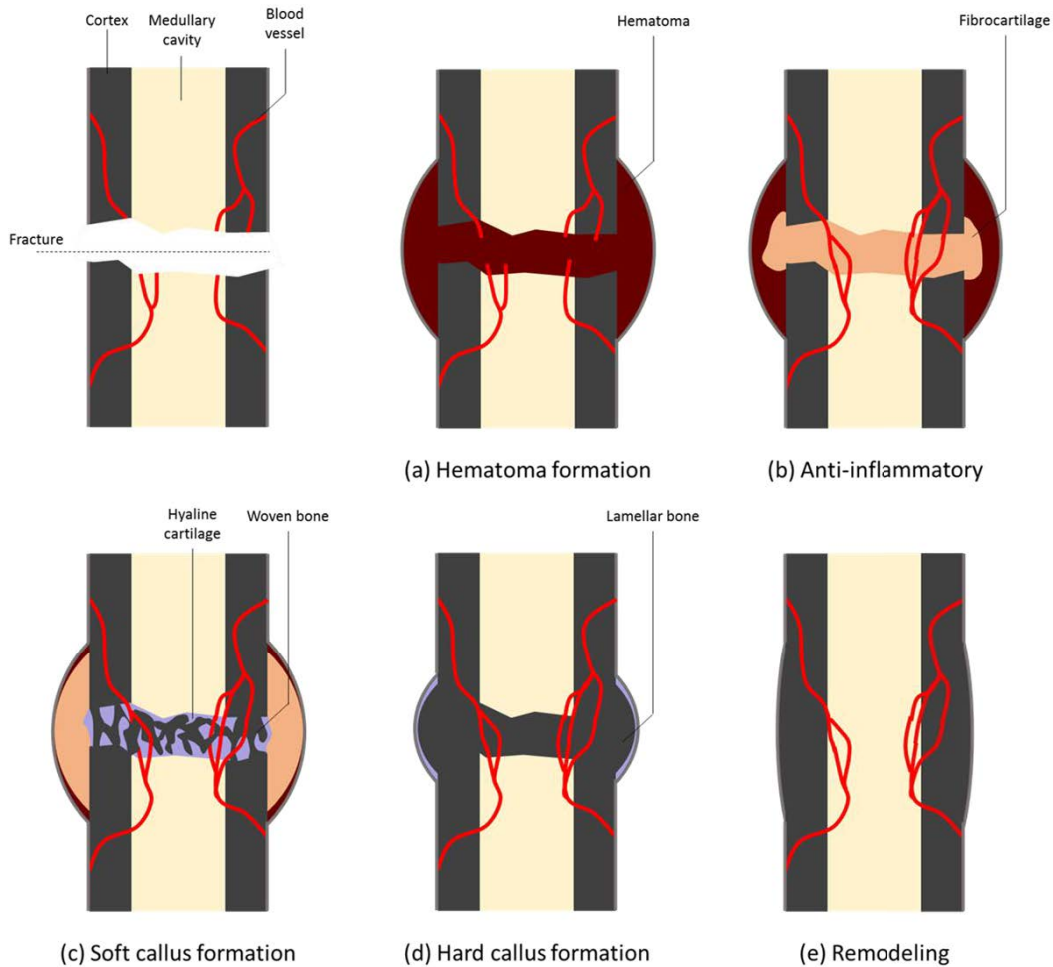 Cortex
Medullary
cavity
Blood
vessel
Fracture
Hematoma
(a) Hematoma formation
Fibrocartilage
(b) Anti-inflammatory
Hyaline
cartilage
Woven bone
(c) Soft callus formation
Lamellar bone
(d) Hard callus formation
(e) Remodeling